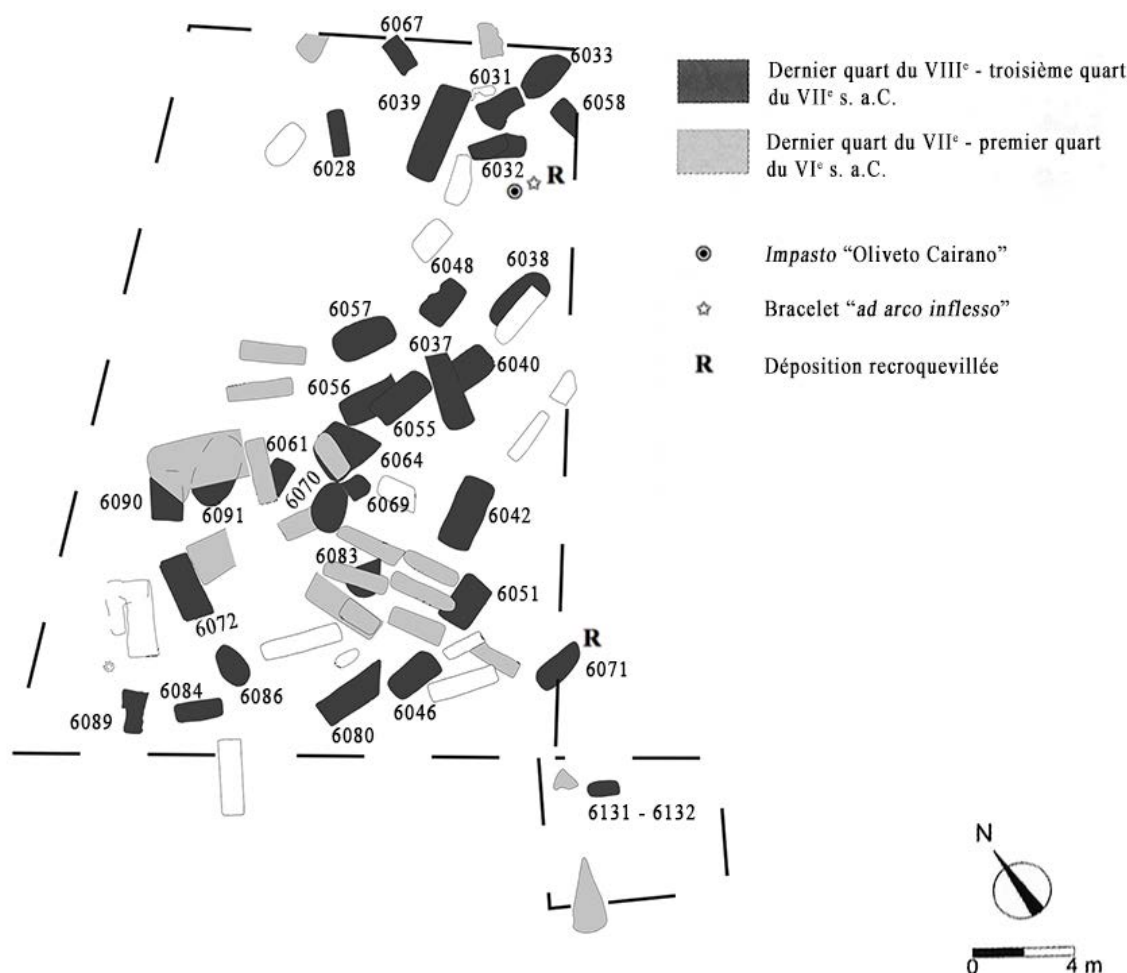 6067
6033
6031
6039
6058
6028
6032
R
6048
6038
6057
6037
6040
6056
6055
6061
6064
6070
6069
6090
6091
6042
6083
6051
6072
R
6071
6084
6086
6089
6080
6046
6131 - 6132
Dernier quart du VIIIᵉ - troisième quart
du VIIᵉ s. a.C.
Dernier quart du VIIᵉ - premier quart
du VIᵉ s. a.C.
Impasto “Oliveto Cairano”
Bracelet “ad arco inflesso”
R Déposition recroquevillée
N
0 4 m